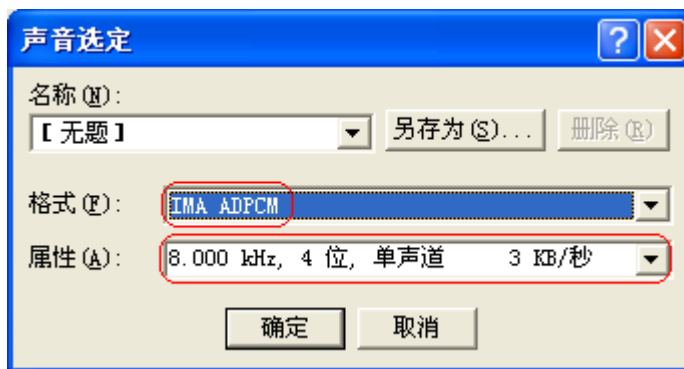 声音选定
名称(N):
[无题]
另存为(S)...
删除(R)
格式(F):
IMA ADPCM
属性(A):
8.000 kHz, 4 位, 单声道 3 KB/秒
确定
取消